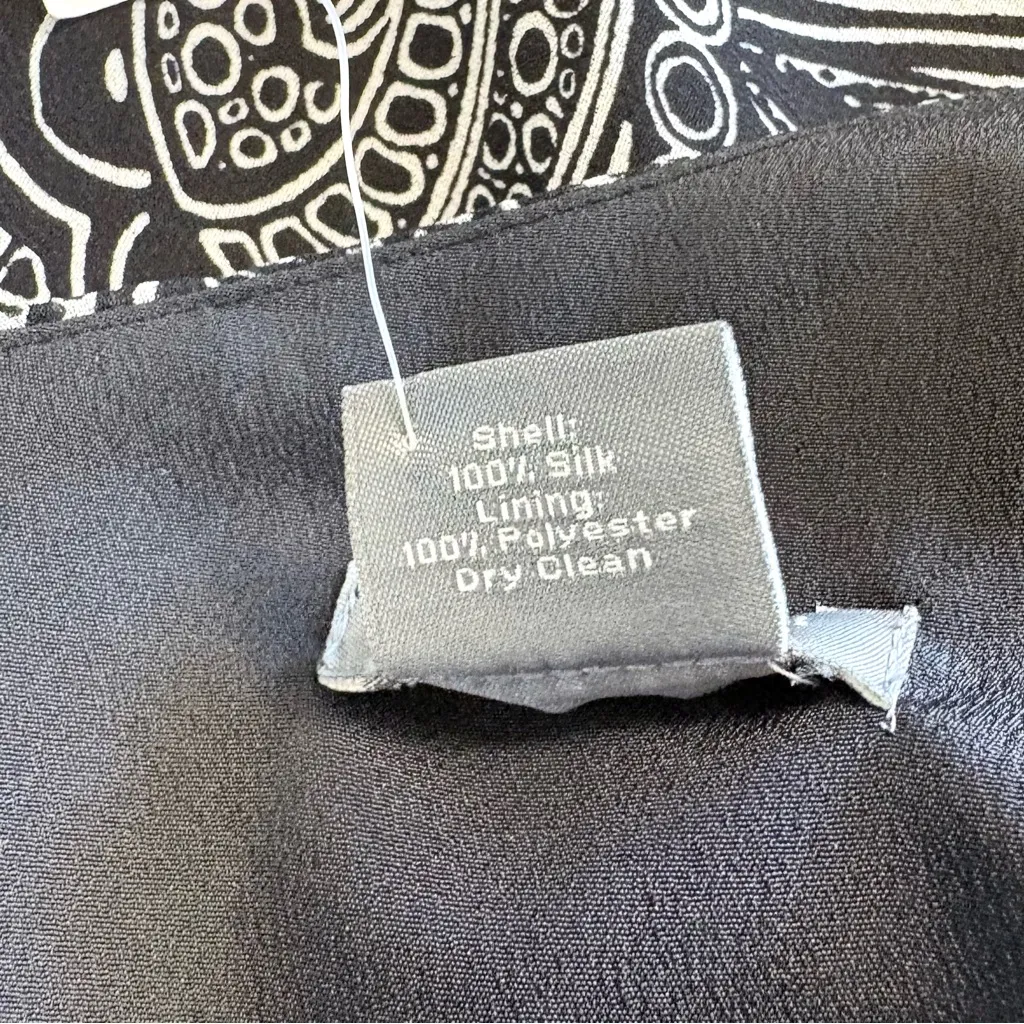 Shell:
100% Silk
Lining:
100% Polyester
Dry Clean